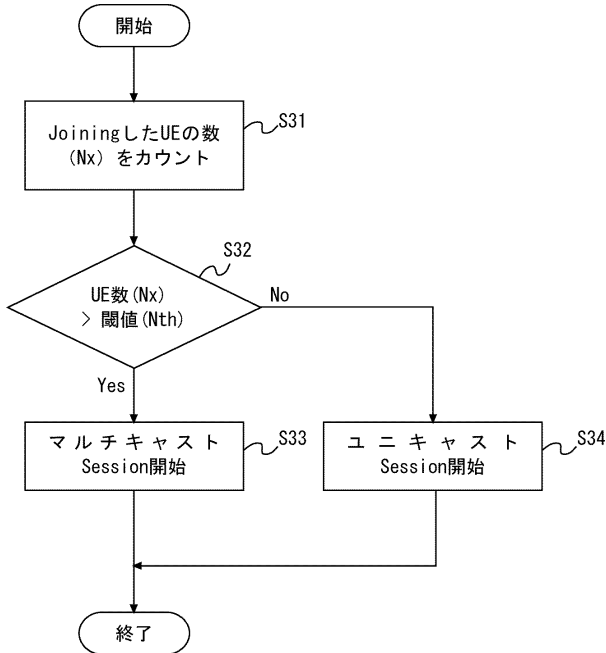 開始
JoiningしたUEの数
(Nx)をカウント
S31
S32
UE数(Nx)
> 閾値(Nth)
No
Yes
マルチキャスト
Session開始
S33
ユニキャスト
Session開始
S34
終了